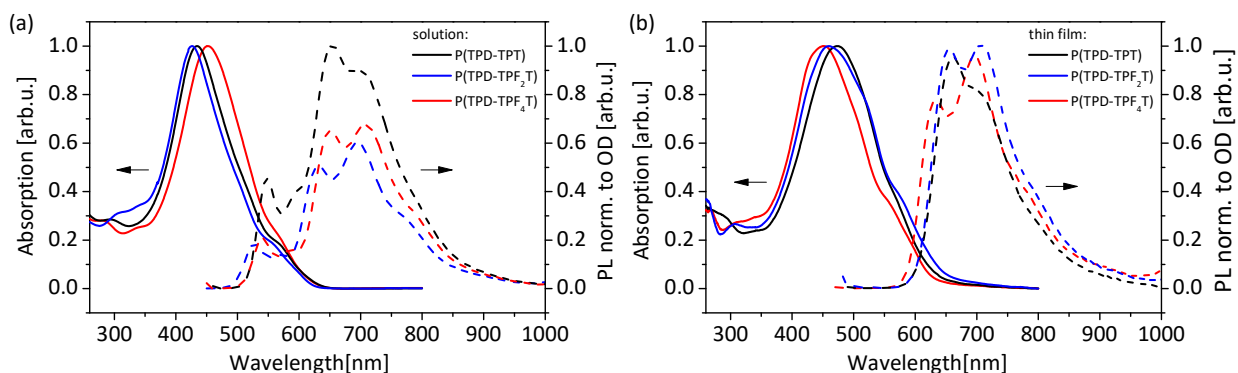 (a)
solution:
P(TPD-TPT)
P(TPD-TPF2T)
P(TPD-TPF4T)
Absorption [arb.u.]
1.0
0.8
0.6
0.4
0.2
0.0
300 400 500 600 700 800 900 1000
Wavelength[nm]
1.0
0.8
0.6
0.4
0.2
0.0
PL norm. to OD [arb.u.]
(b)
thin film:
P(TPD-TPT)
P(TPD-TPF2T)
P(TPD-TPF4T)
Absorption [arb.u.]
1.0
0.8
0.6
0.4
0.2
0.0
300 400 500 600 700 800 900 1000
Wavelength[nm]
1.0
0.8
0.6
0.4
0.2
0.0
PL norm. to OD [arb.u.]